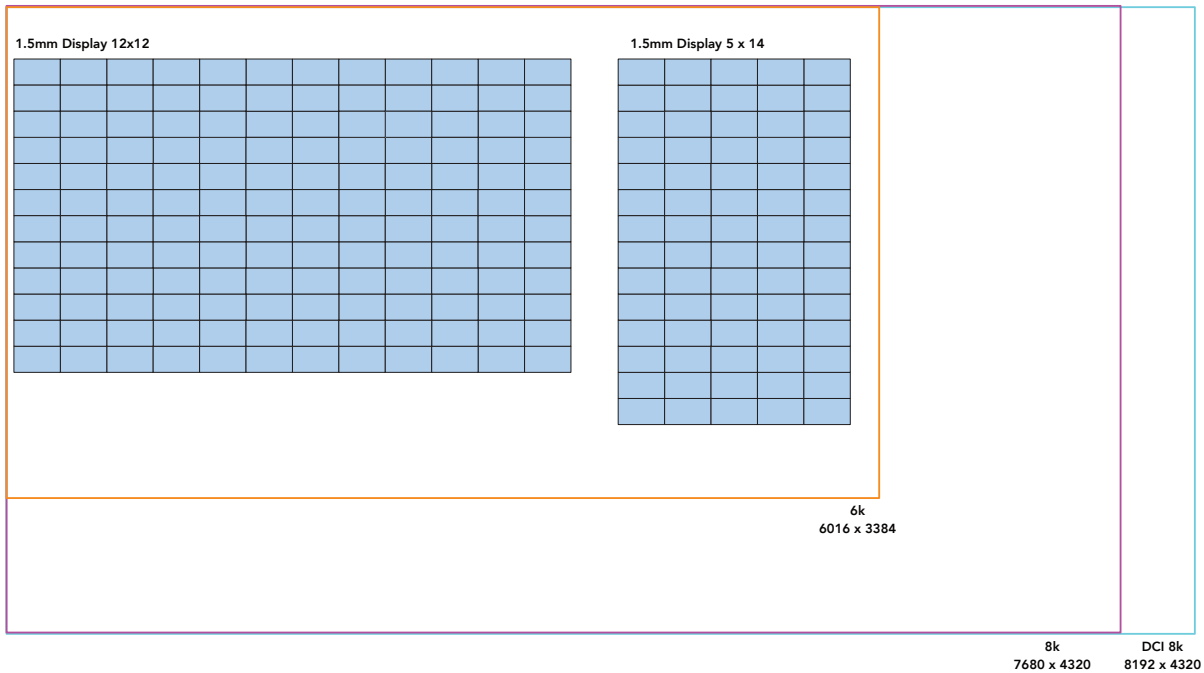 1.5mm Display 12x12
1.5mm Display 5 x 14
6k
6016 x 3384
8k
7680 x 4320
DCI 8k
8192 x 4320